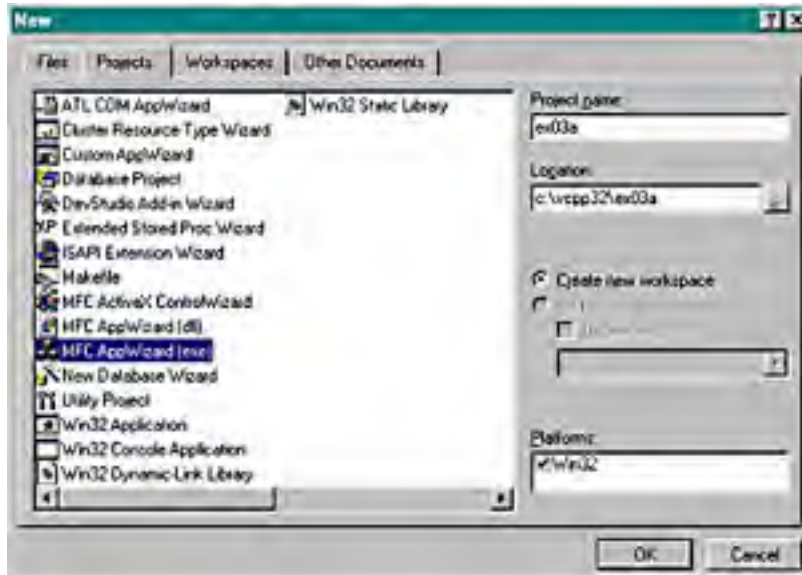 New
Files
Projects
Workspaces
Other Documents
ATL COM AppWizard
Cluster Resource Type Wizard
Custom AppWizard
Database Project
DevStudio Add-in Wizard
Extended Stored Proc Wizard
ISAPI Extension Wizard
Makefile
MFC ActiveX ControlWizard
MFC AppWizard (dll)
MFC AppWizard (exe)
New Database Wizard
Utility Project
Win32 Application
Win32 Console Application
Win32 Dynamic-Link Library
Win32 Static Library
Project name:
ex03a
Location:
c:\vcpp32\ex03a
...
Create new workspace
Platforms:
Win32
OK
Cancel